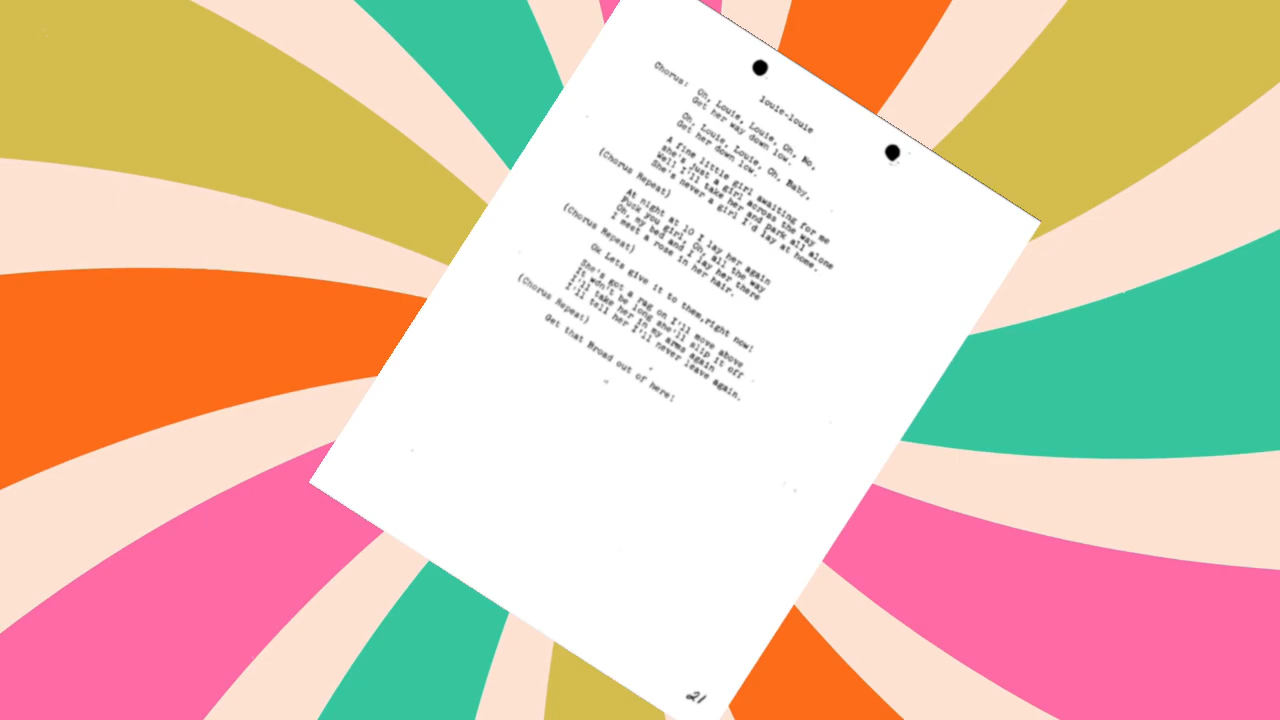 louie-louie
Chorus: Oh, Louie, Louie, Oh, No,
Get her way down low.
Oh, Louie, Louie, Oh, Baby,
Get her down low.
A fine little girl awaiting for me
she's just a girl across the way
Well I'll take her and park all alone
She's never a girl I'd lay at home.
(Chorus Repeat)
At night at 10 I lay her again
Fuck you girl, Oh, all the way
Oh, my bed and I lay her there
I meet a rose in her hair.
(Chorus Repeat)
Ok Lets give it to them,right now!
She's got a rag on I'll move above
It wdn't be long she'll slip it off
I'll take her in my arms again
I'll tell her I'll never leave again.
(Chorus Repeat)
Get that Broad out of here!
21